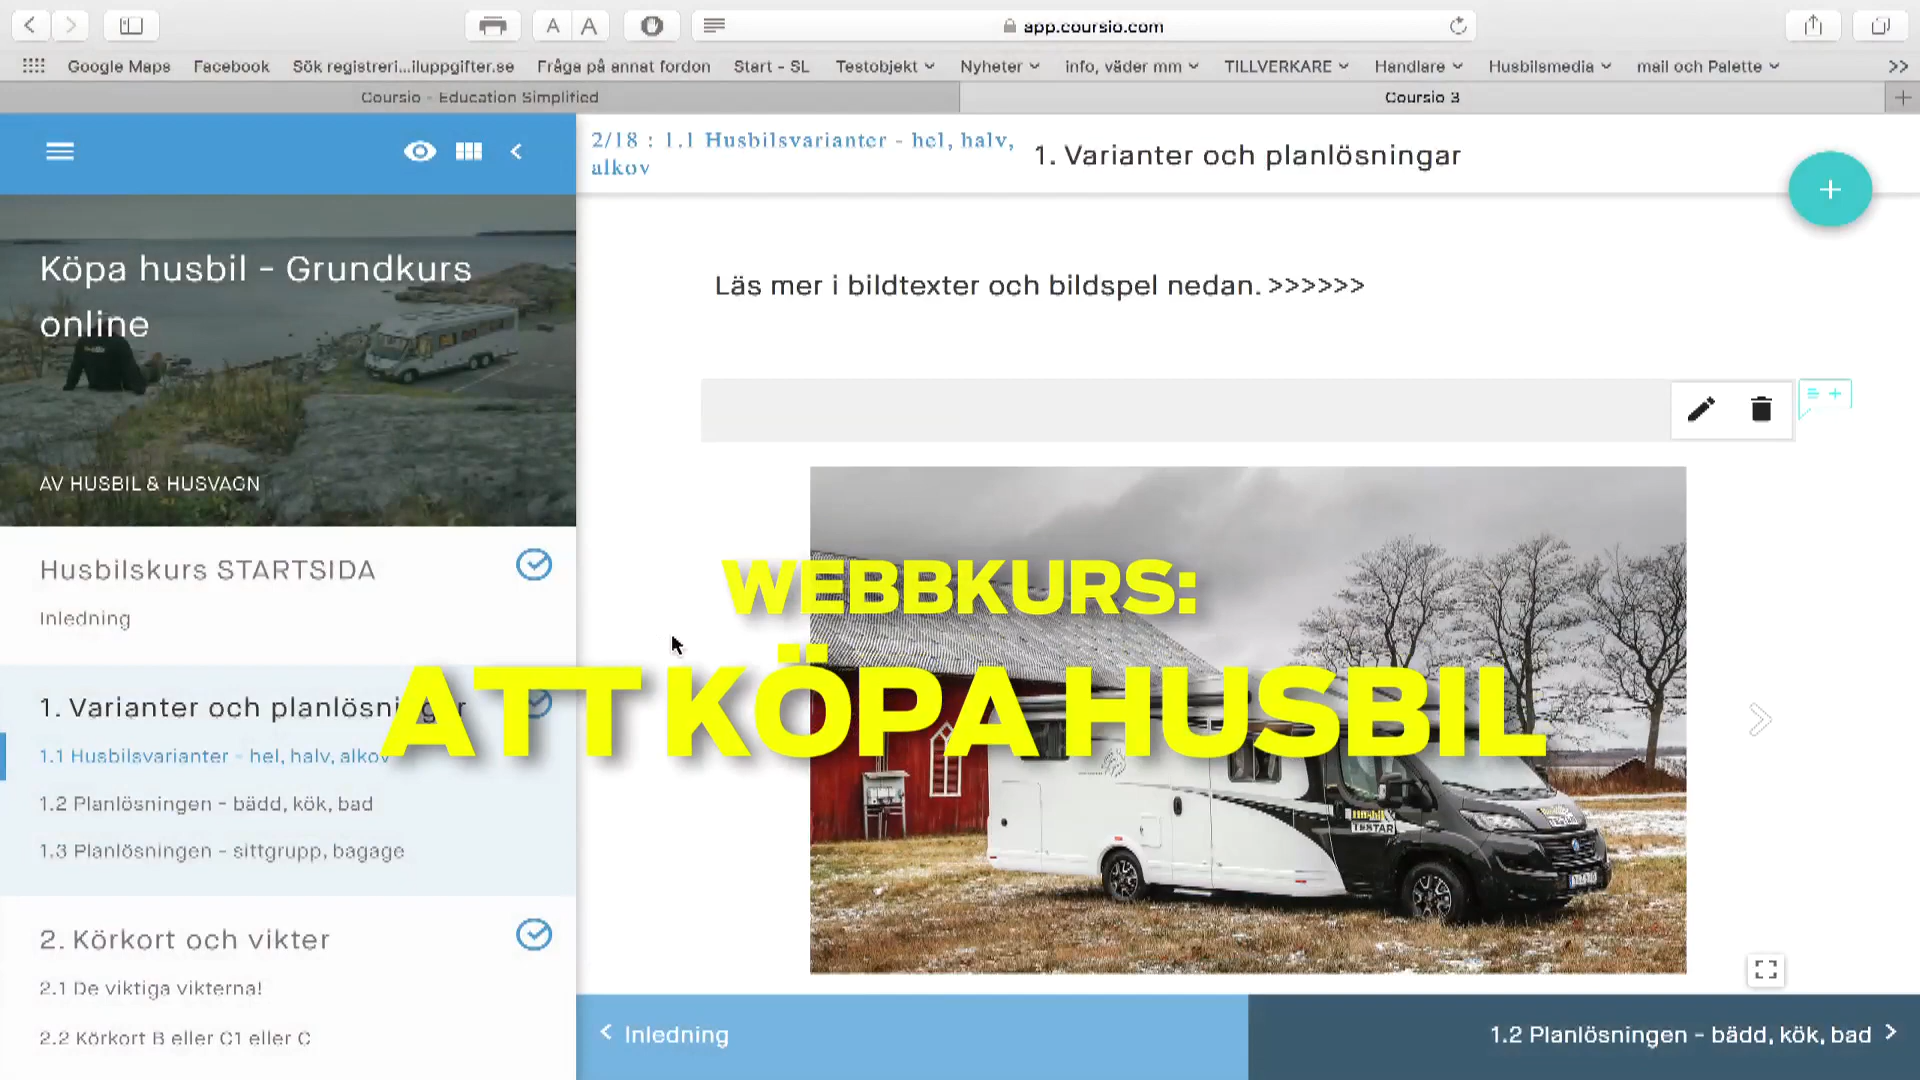 A A
app.coursio.com
Google Maps Facebook Sök registreri...iluppgifter.se Fråga på annat fordon Start - SL Testobjekt Nyheter info, väder mm TILLVERKARE Handlare Husbilsmedia mail och Palette >>
Coursio - Education Simplified Coursio 3
2/18 : 1.1 Husbilsvarianter - hel, halv, alkov
1. Varianter och planlösningar
Köpa husbil - Grundkurs
online
AV HUSBIL & HUSVAGN
Läs mer i bildtexter och bildspel nedan. >>>>>>
Husbilskurs STARTSIDA
Inledning
1. Varianter och planlösningar
1.1 Husbilsvarianter - hel, halv, alkov
1.2 Planlösningen - bädd, kök, bad
1.3 Planlösningen - sittgrupp, bagage
2. Körkort och vikter
2.1 De viktiga vikterna!
2.2 Körkort B eller C1 eller C
WEBBKURS:
ATT KÖPA HUSBIL
Husbil
TESTAR
Inledning
1.2 Planlösningen - bädd, kök, bad